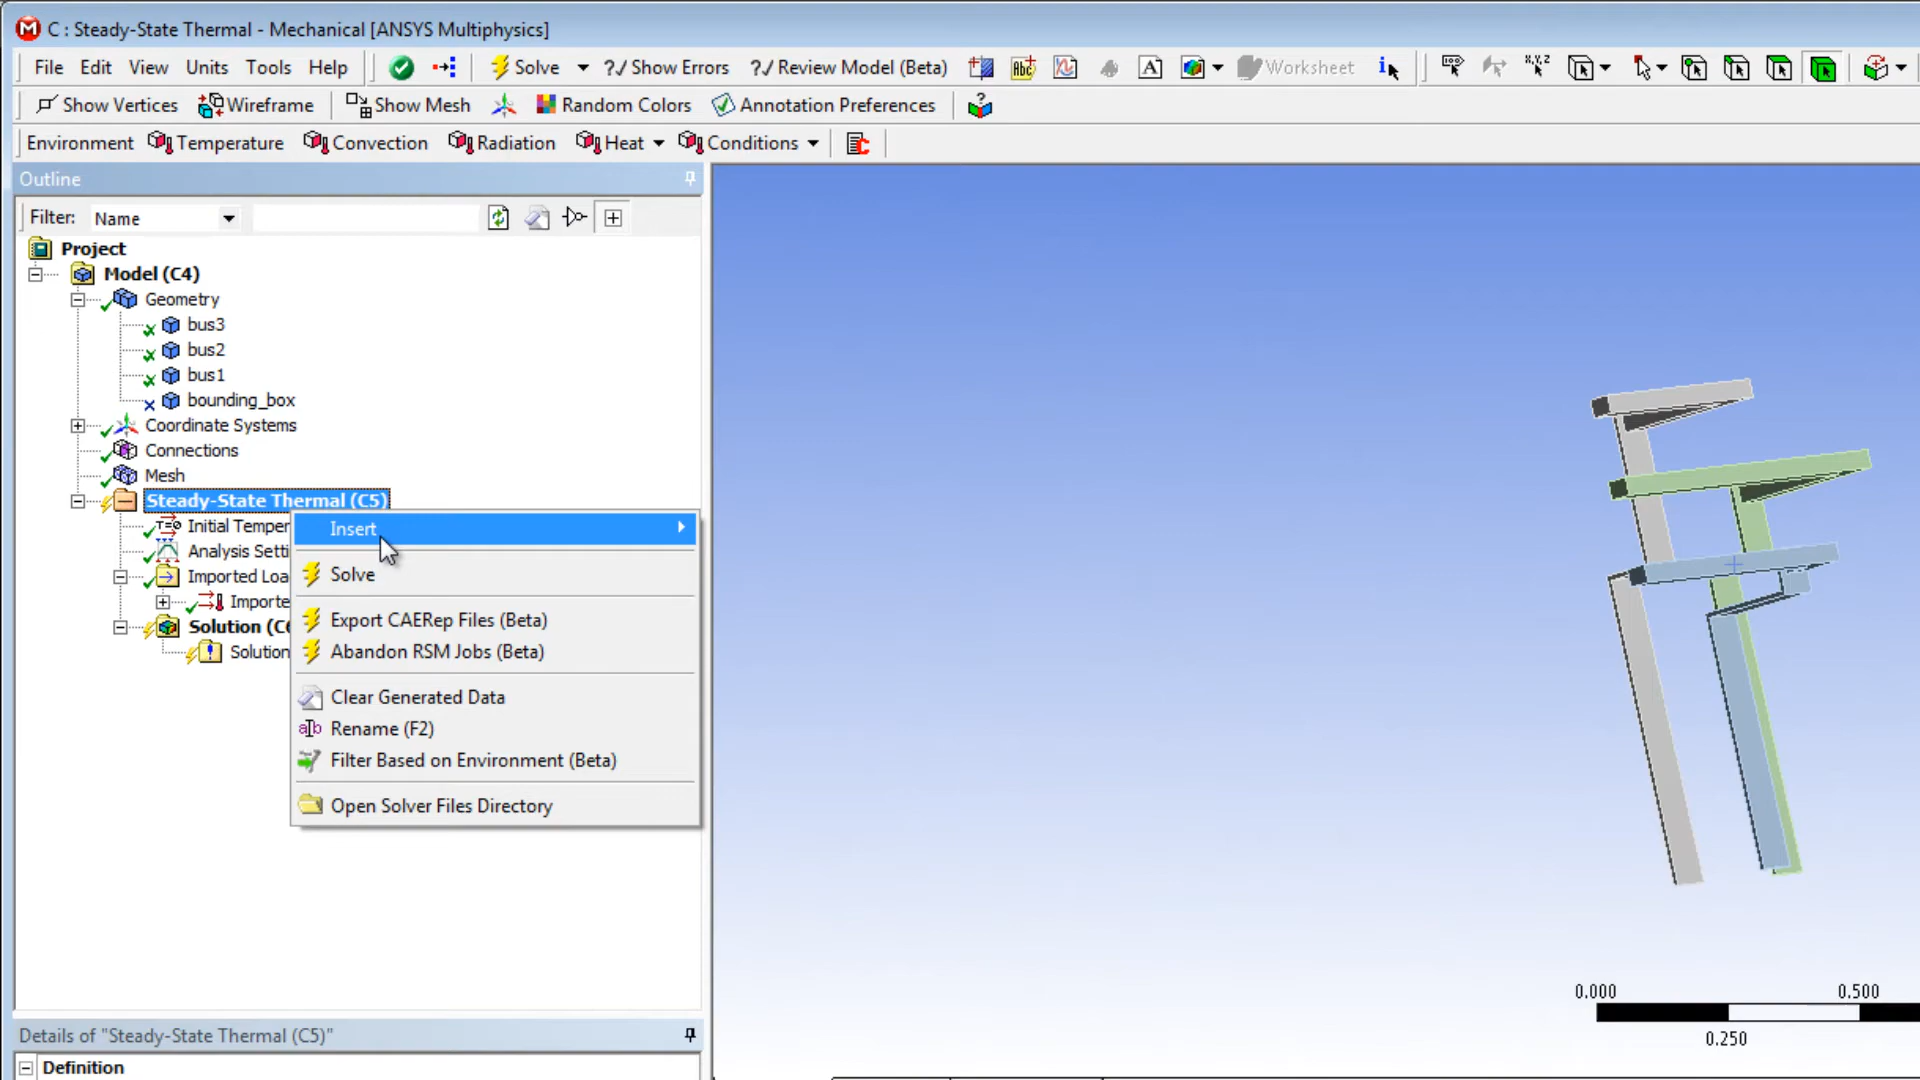 C : Steady-State Thermal - Mechanical [ANSYS Multiphysics]
File Edit View Units Tools Help Solve ?✓ Show Errors ?✓ Review Model (Beta) Worksheet
Show Vertices Wireframe Show Mesh Random Colors Annotation Preferences
Environment Temperature Convection Radiation Heat Conditions
Outline
Filter: Name
Project
Model (C4)
Geometry
bus3
bus2
bus1
bounding_box
Coordinate Systems
Connections
Mesh
Steady-State Thermal (C5)
Initial Temper
Analysis Setti
Imported Loa
Importe
Solution (C6
Solution
Insert
Solve
Export CAERep Files (Beta)
Abandon RSM Jobs (Beta)
Clear Generated Data
Rename (F2)
Filter Based on Environment (Beta)
Open Solver Files Directory
0.000 0.500
0.250
Details of "Steady-State Thermal (C5)"
Definition